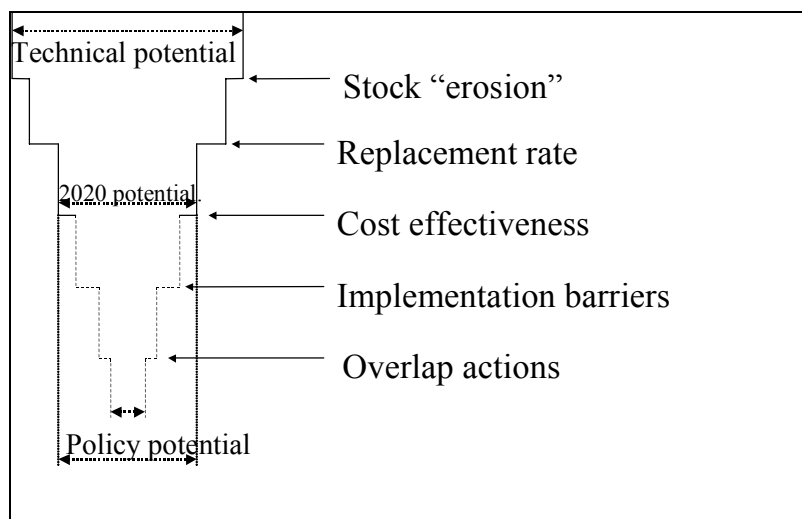 Technical potential
Stock “erosion”
Replacement rate
2020 potential.
Cost effectiveness
Implementation barriers
Overlap actions
Policy potential